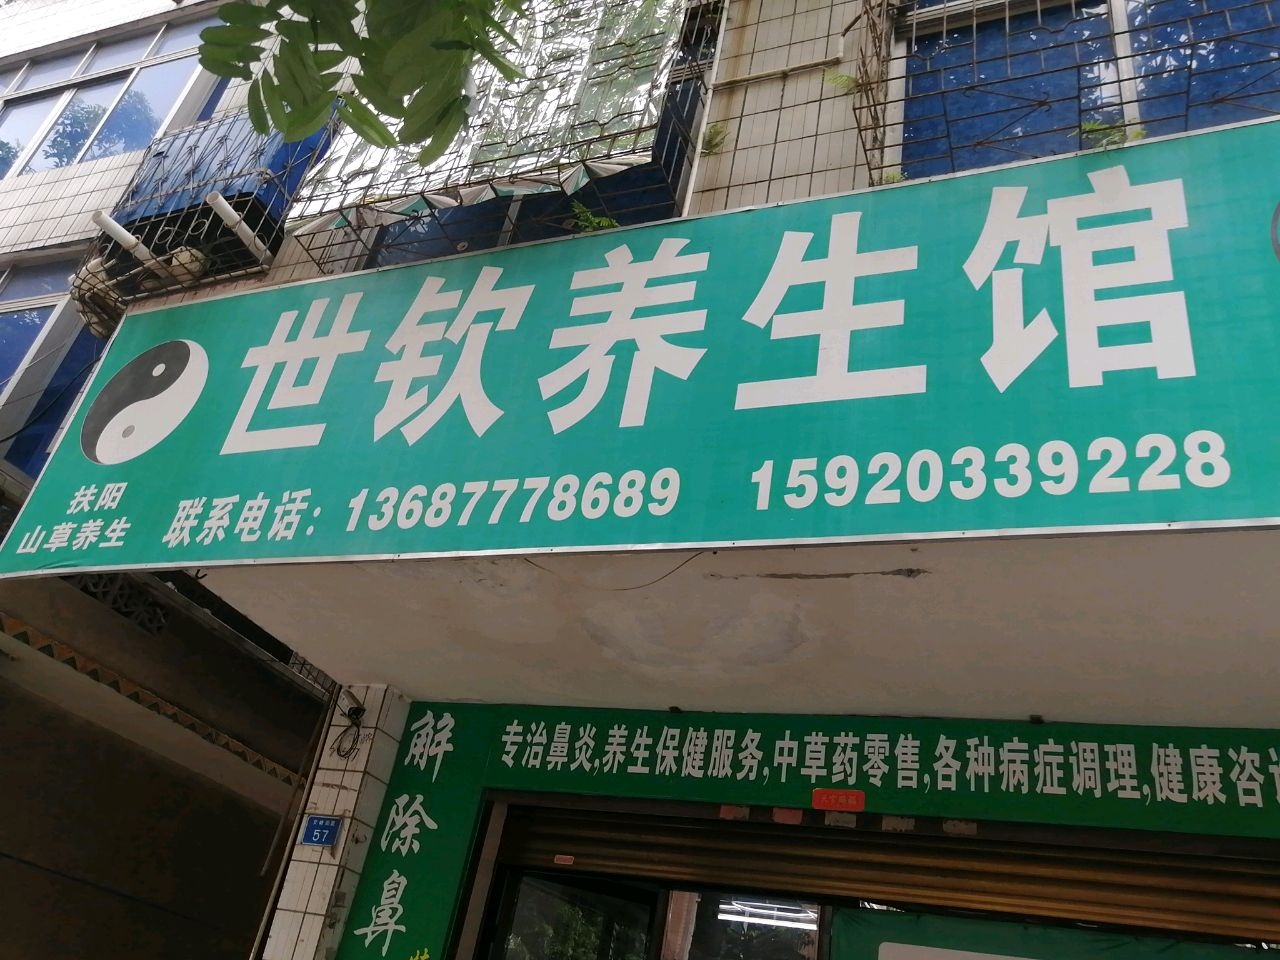 世钦养生馆
扶阳
山草养生
联系电话：13687778689 15920339228
专治鼻炎,养生保健服务,中草药零售,各种病症调理,健康咨
解除鼻
57